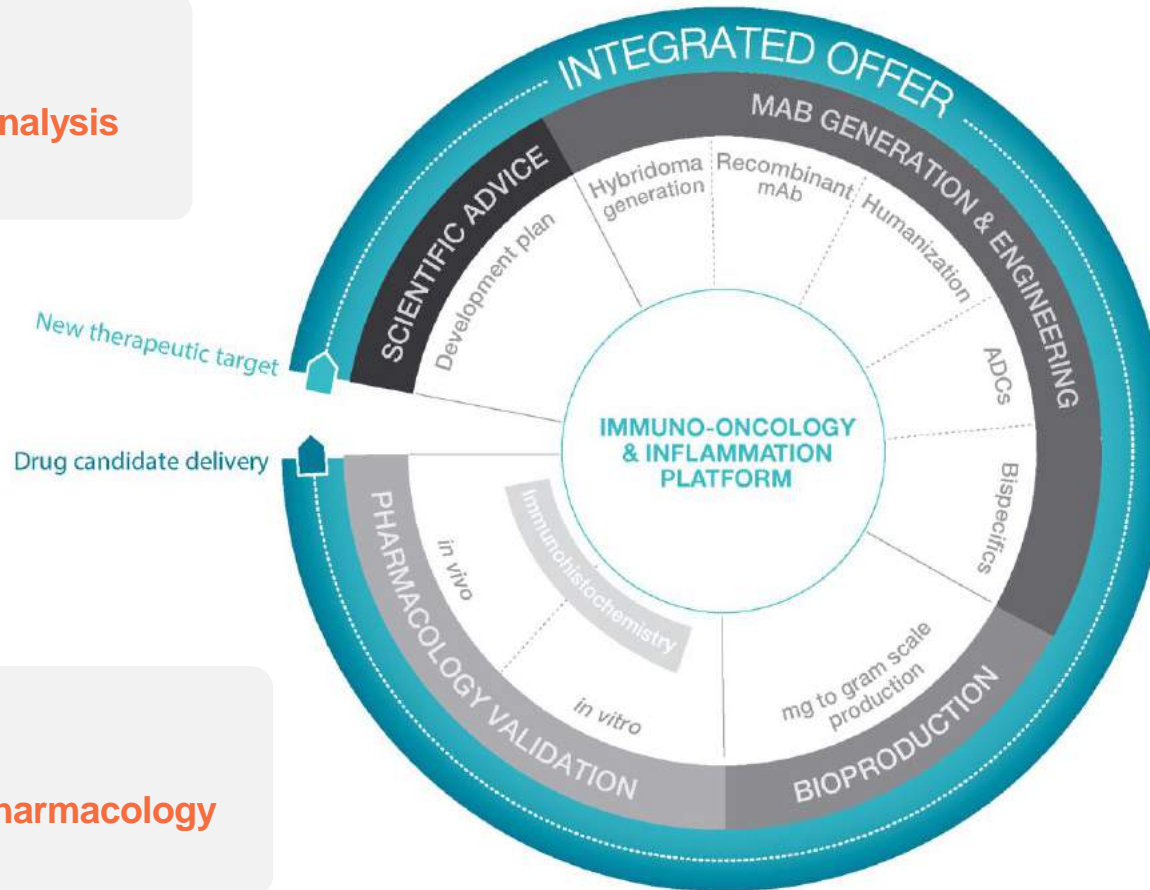 nalysis
INTEGRATED OFFER
SCIENTIFIC ADVICE
Development plan
MAB GENERATION & ENGINEERING
Hybridoma
generation
Recombinant
mAb
Humanization
ADCs
Bispecifics
New therapeutic target
Drug candidate delivery
IMMUNO-ONCOLOGY
& INFLAMMATION
PLATFORM
BIOPRODUCTION
mg to gram scale
production
PHARMACOLOGY VALIDATION
in vitro
in vivo
Immunohistochemistry
harmacology